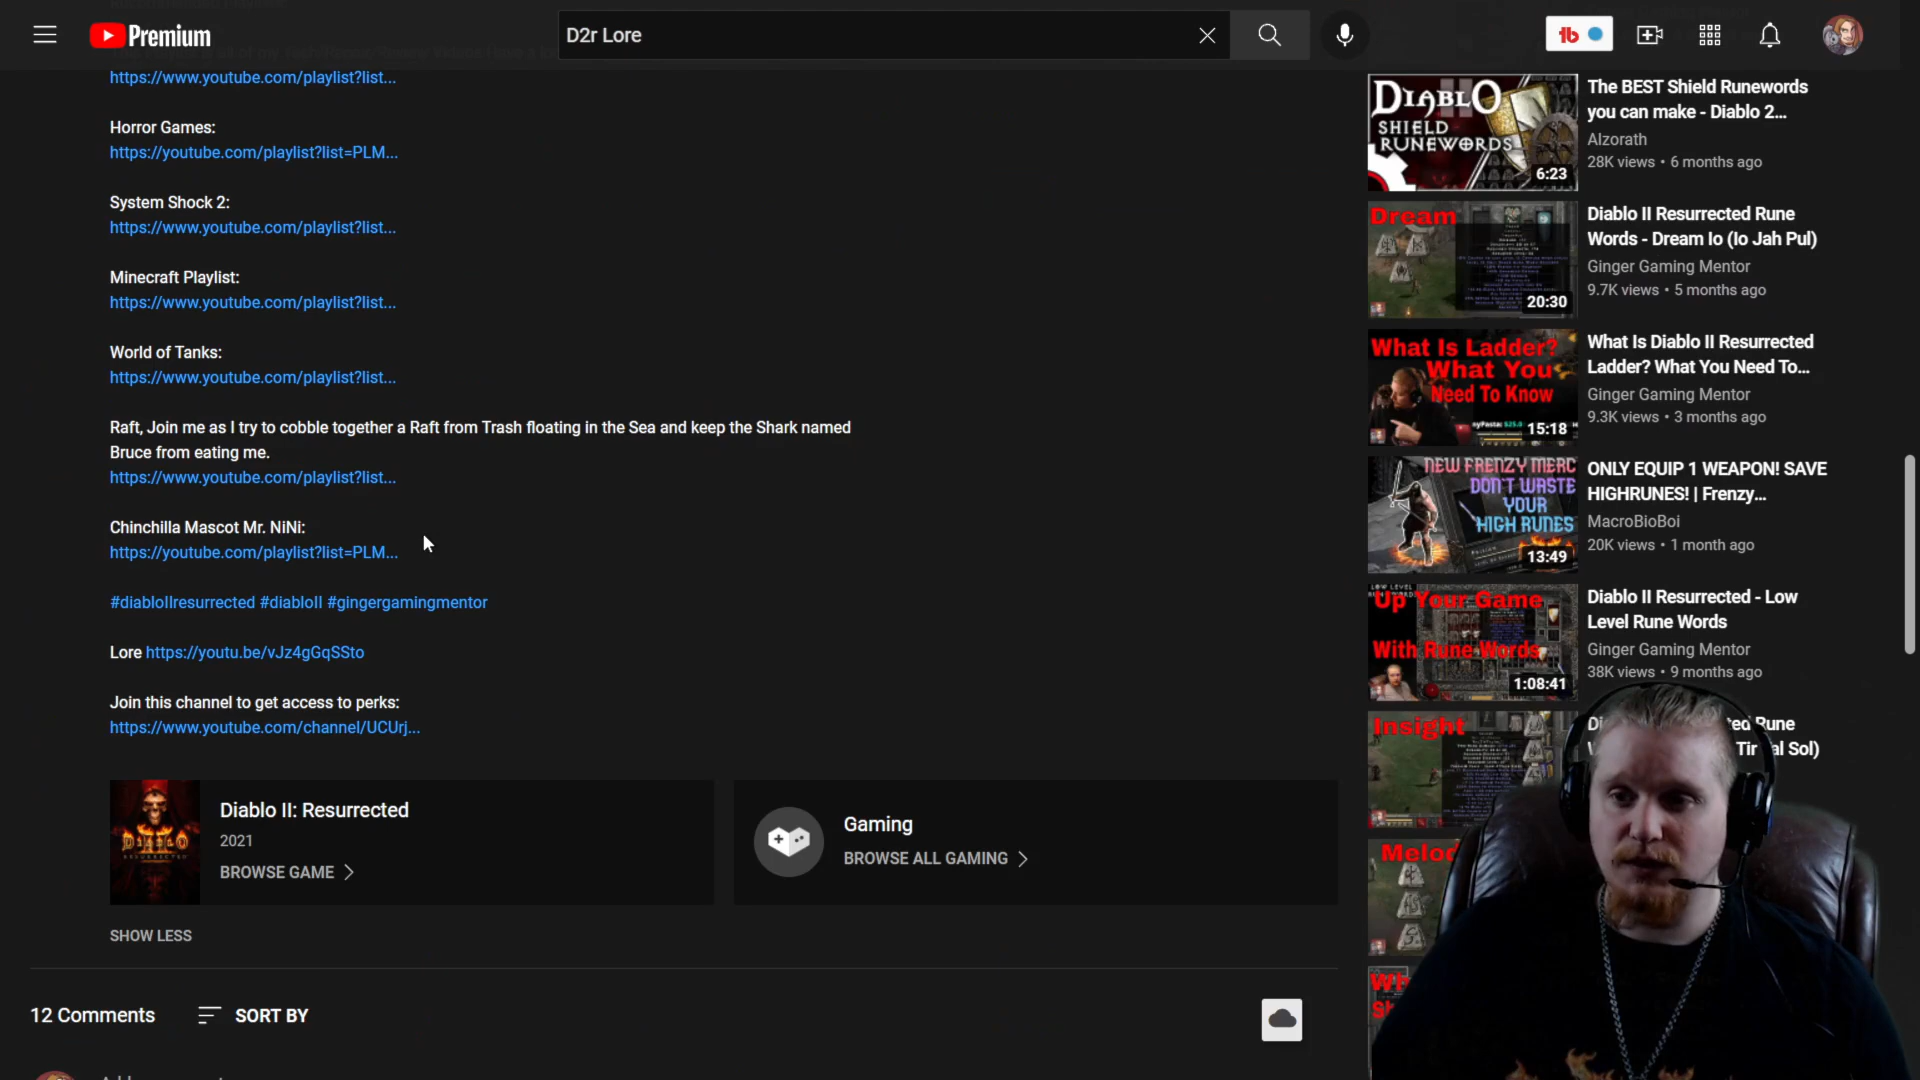 Premium
D2r Lore
https://www.youtube.com/playlist?list...
Horror Games:
https://youtube.com/playlist?list=PLM...
System Shock 2:
https://www.youtube.com/playlist?list...
Minecraft Playlist:
https://www.youtube.com/playlist?list...
World of Tanks:
https://www.youtube.com/playlist?list...
Raft, Join me as I try to cobble together a Raft from Trash floating in the Sea and keep the Shark named
Bruce from eating me.
https://www.youtube.com/playlist?list...
Chinchilla Mascot Mr. NiNi:
https://youtube.com/playlist?list=PLM...
#diabloIIresurrected #diabloII #gingergamingmentor
Lore https://youtu.be/vJz4gGqSSto
Join this channel to get access to perks:
https://www.youtube.com/channel/UCUrj...
DIABLO
RESURRECTED
Diablo II: Resurrected
2021
BROWSE GAME
Gaming
BROWSE ALL GAMING
SHOW LESS
12 Comments
SORT BY
DIABLO II
SHIELD
RUNEWORDS
6:23
The BEST Shield Runewords
you can make - Diablo 2...
Alzorath
28K views • 6 months ago
Dream
20:30
Diablo II Resurrected Rune
Words - Dream Io (Io Jah Pul)
Ginger Gaming Mentor
9.7K views • 5 months ago
What Is Ladder?
What You
Need To Know
15:18
What Is Diablo II Resurrected
Ladder? What You Need To...
Ginger Gaming Mentor
9.3K views • 3 months ago
NEW FRENZY MERC
DON'T WASTE
YOUR
HIGH RUNES
13:49
ONLY EQUIP 1 WEAPON! SAVE
HIGHRUNES! | Frenzy...
MacroBioBoi
20K views • 1 month ago
Up Your Game
With Rune Words
1:08:41
Diablo II Resurrected - Low
Level Rune Words
Ginger Gaming Mentor
38K views • 9 months ago
Insight
Rune
Tir
Sol)